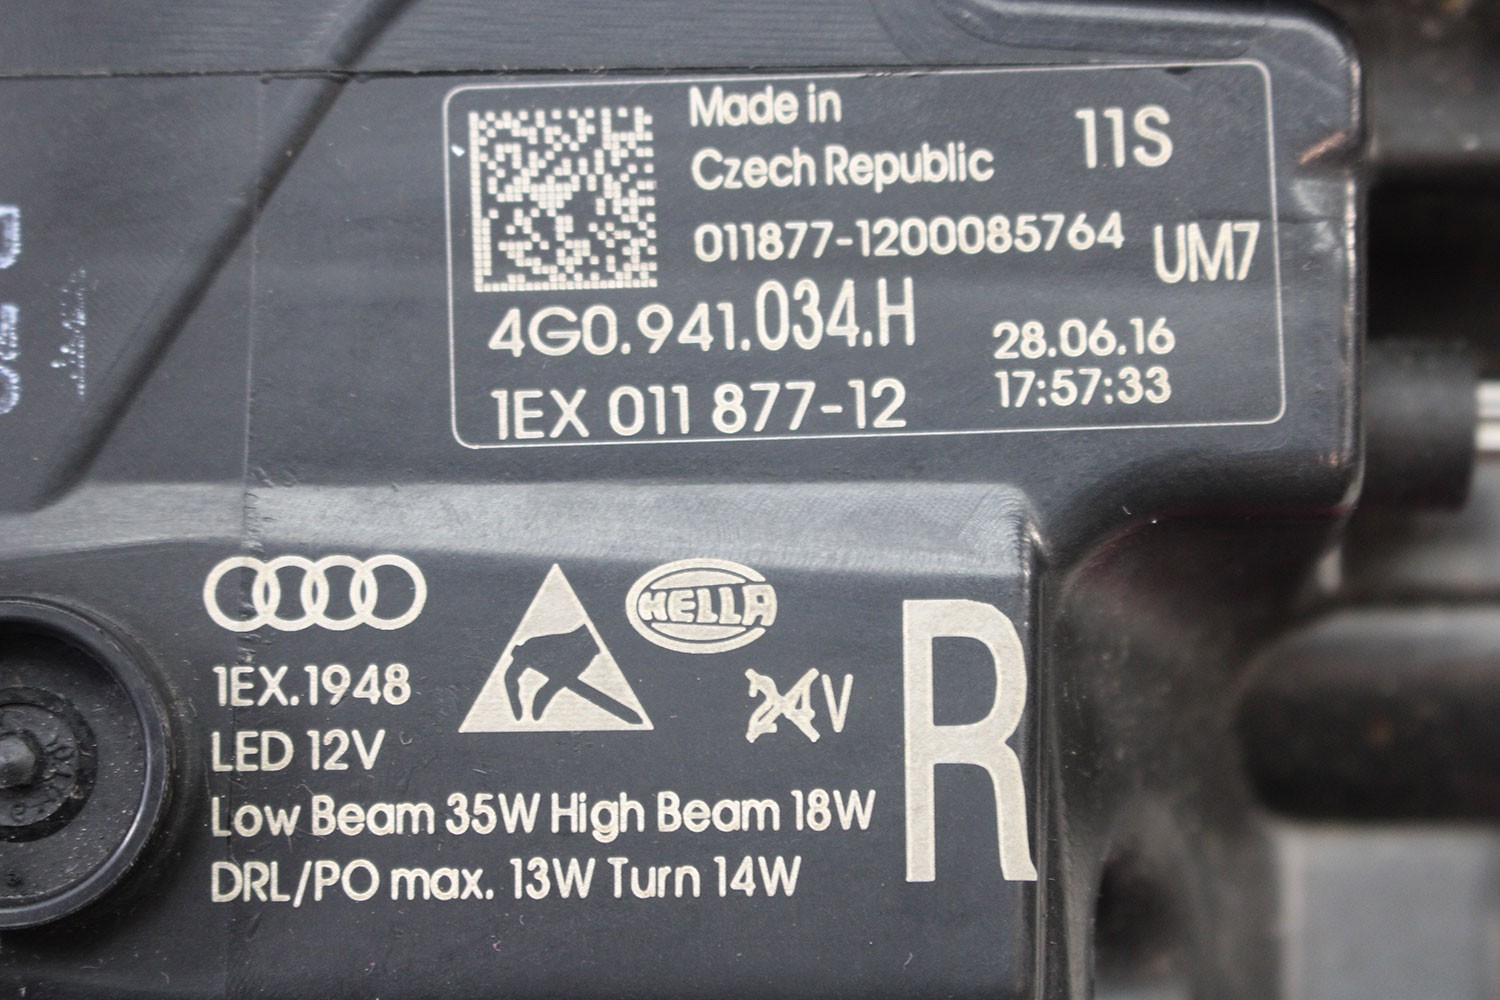 Made in
Czech Republic
11S
011877-1200085764
UM7
4G0.941.034.H
28.06.16
17:57:33
1EX 011 877-12
HELLA
1EX.1948
24V
LED 12V
R
Low Beam 35W High Beam 18W
DRL/PO max. 13W Turn 14W